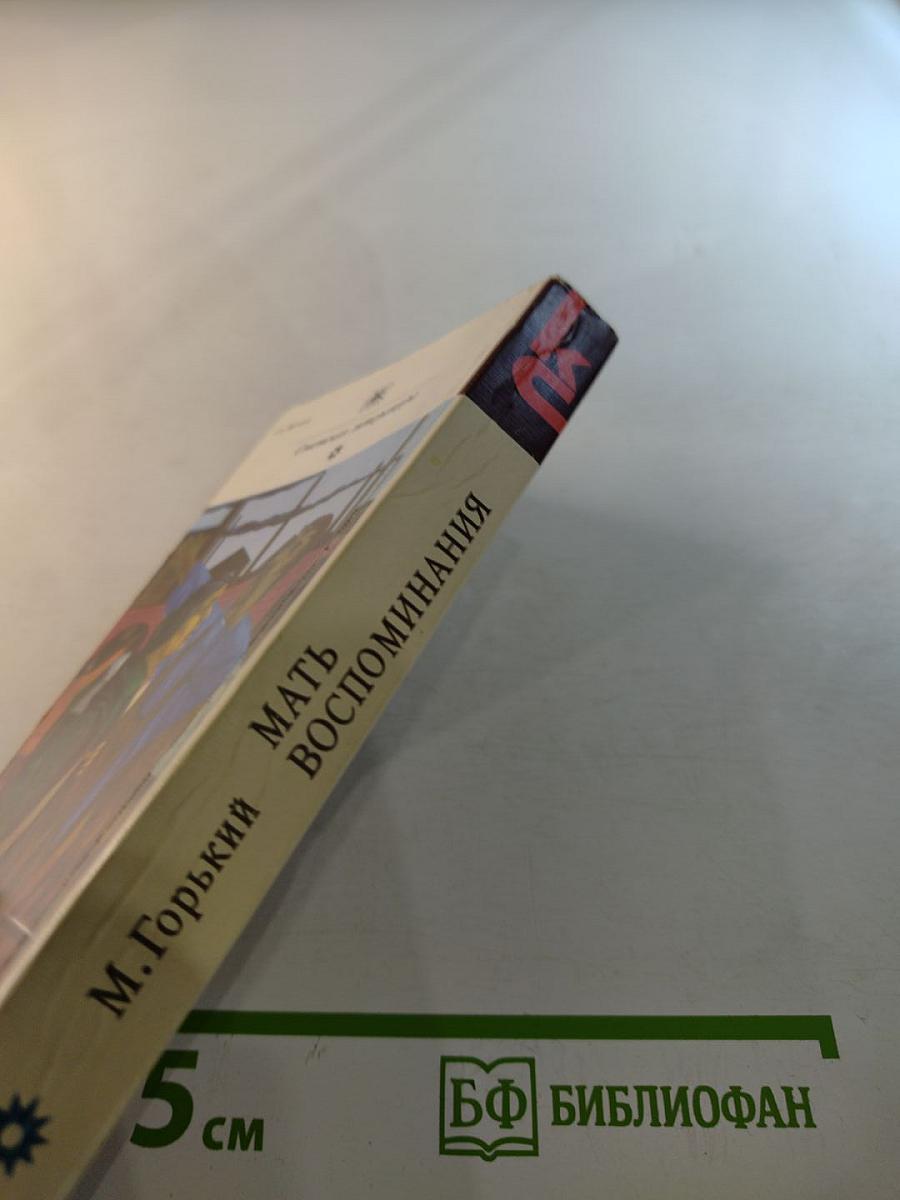 М. Горький
МАТЬ
ВОСПОМИНАНИЯ
5 см
БФ БИБЛИОФАН